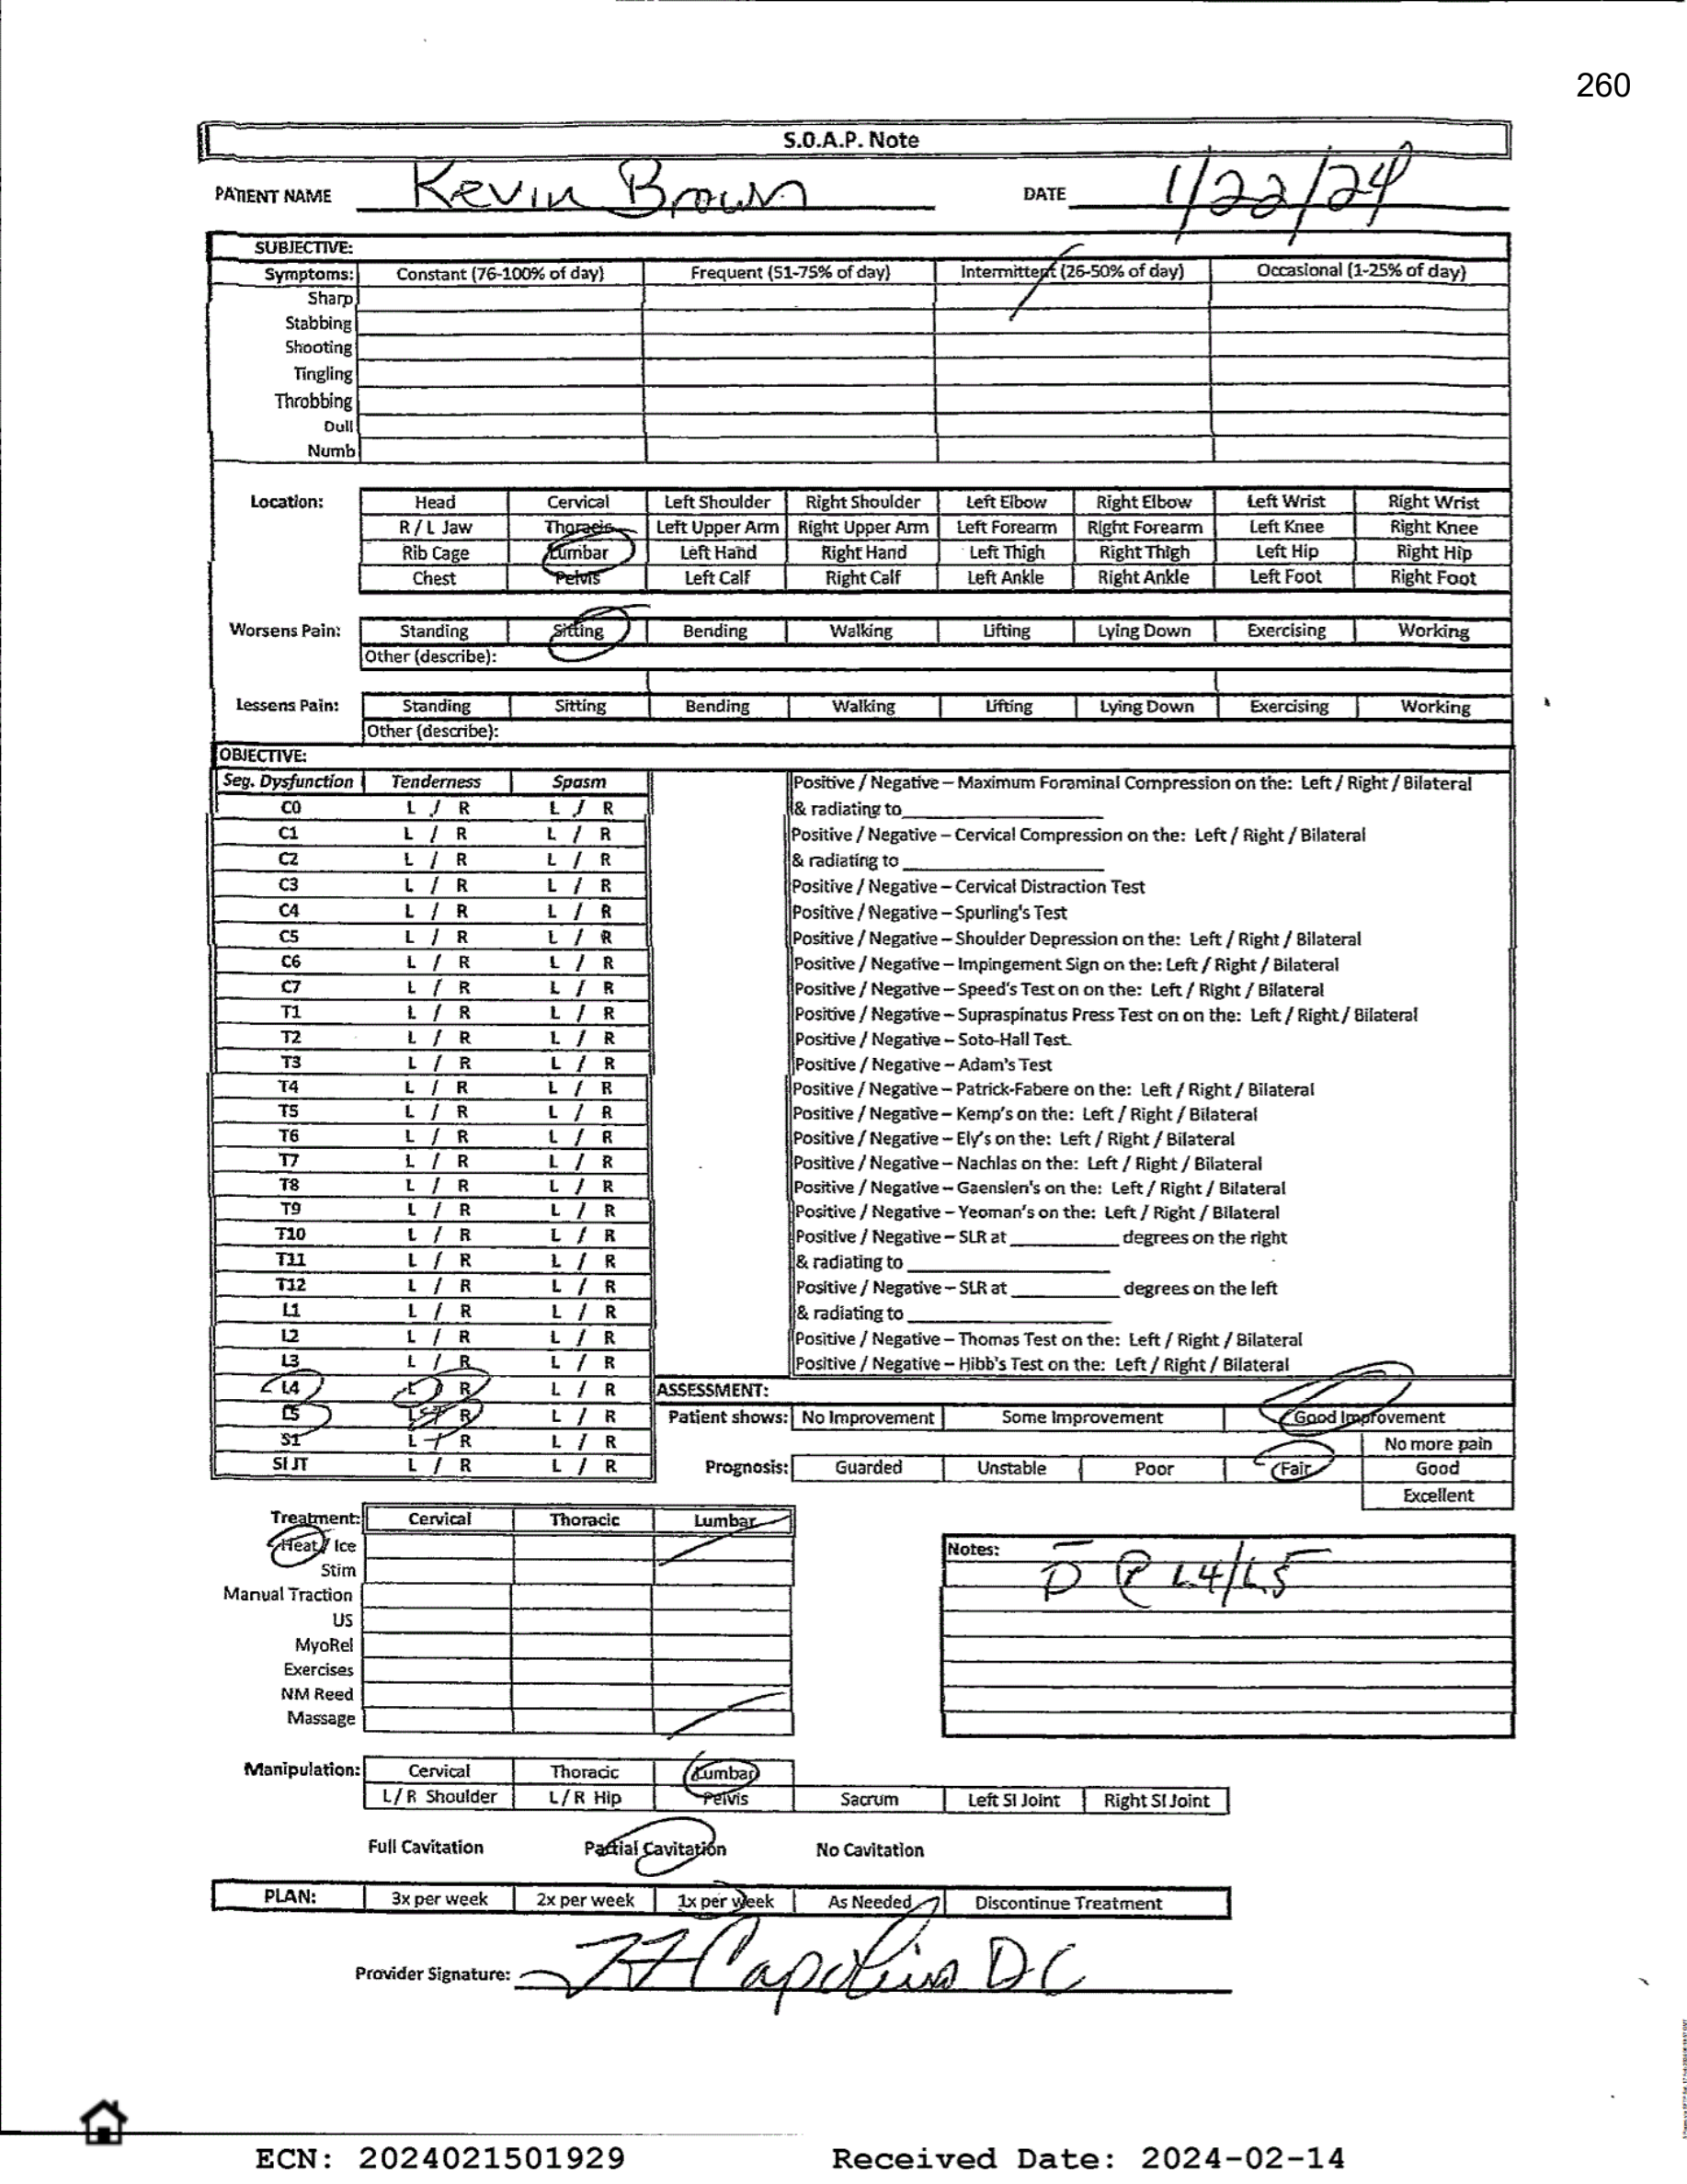 260
S.O.A.P. Note
PATIENT NAME Kevin Brown DATE 1/22/24
SUBJECTIVE:
Symptoms: Constant (76-100% of day) Frequent (51-75% of day) Intermittent (26-50% of day) Occasional (1-25% of day)
Sharp
Stabbing
Shooting
Tingling
Throbbing
Dull
Numb
Location: Head Cervical Left Shoulder Right Shoulder Left Elbow Right Elbow Left Wrist Right Wrist
R / L Jaw Thoracic Left Upper Arm Right Upper Arm Left Forearm Right Forearm Left Knee Right Knee
Rib Cage Lumbar Left Hand Right Hand Left Thigh Right Thigh Left Hip Right Hip
Chest Pelvis Left Calf Right Calf Left Ankle Right Ankle Left Foot Right Foot
Worsens Pain: Standing Sitting Bending Walking Lifting Lying Down Exercising Working
Other (describe):
Lessens Pain: Standing Sitting Bending Walking Lifting Lying Down Exercising Working
Other (describe):
OBJECTIVE:
Seg. Dysfunction Tenderness Spasm Positive / Negative – Maximum Foraminal Compression on the: Left / Right / Bilateral
C0 L / R L / R & radiating to
C1 L / R L / R Positive / Negative – Cervical Compression on the: Left / Right / Bilateral
C2 L / R L / R & radiating to
C3 L / R L / R Positive / Negative – Cervical Distraction Test
C4 L / R L / R Positive / Negative – Spurling's Test
C5 L / R L / R Positive / Negative – Shoulder Depression on the: Left / Right / Bilateral
C6 L / R L / R Positive / Negative – Impingement Sign on the: Left / Right / Bilateral
C7 L / R L / R Positive / Negative – Speed's Test on on the: Left / Right / Bilateral
T1 L / R L / R Positive / Negative – Supraspinatus Press Test on on the: Left / Right / Bilateral
T2 L / R L / R Positive / Negative – Soto-Hall Test.
T3 L / R L / R Positive / Negative – Adam's Test
T4 L / R L / R Positive / Negative – Patrick-Fabere on the: Left / Right / Bilateral
T5 L / R L / R Positive / Negative – Kemp's on the: Left / Right / Bilateral
T6 L / R L / R Positive / Negative – Ely's on the: Left / Right / Bilateral
T7 L / R L / R Positive / Negative – Nachlas on the: Left / Right / Bilateral
T8 L / R L / R Positive / Negative – Gaenslen's on the: Left / Right / Bilateral
T9 L / R L / R Positive / Negative – Yeoman's on the: Left / Right / Bilateral
T10 L / R L / R Positive / Negative – SLR at degrees on the right
T11 L / R L / R & radiating to
T12 L / R L / R Positive / Negative – SLR at degrees on the left
L1 L / R L / R & radiating to
L2 L / R L / R Positive / Negative – Thomas Test on the: Left / Right / Bilateral
L3 L / R L / R Positive / Negative – Hibb's Test on the: Left / Right / Bilateral
L4 L / R L / R ASSESSMENT:
L5 L / R L / R Patient shows: No Improvement Some Improvement Good Improvement
S1 L / R L / R No more pain
SI JT L / R L / R Prognosis: Guarded Unstable Poor Fair Good
Excellent
Treatment: Cervical Thoracic Lumbar
Heat / Ice Notes:
Stim P L4/L5
Manual Traction
US
MyoRel
Exercises
NM Reed
Massage
Manipulation: Cervical Thoracic Lumbar
L / R Shoulder L / R Hip Pelvis Sacrum Left SI Joint Right SI Joint
Full Cavitation Partial Cavitation No Cavitation
PLAN: 3x per week 2x per week 1x per week As Needed Discontinue Treatment
Provider Signature: DC
ECN: 2024021501929 Received Date: 2024-02-14